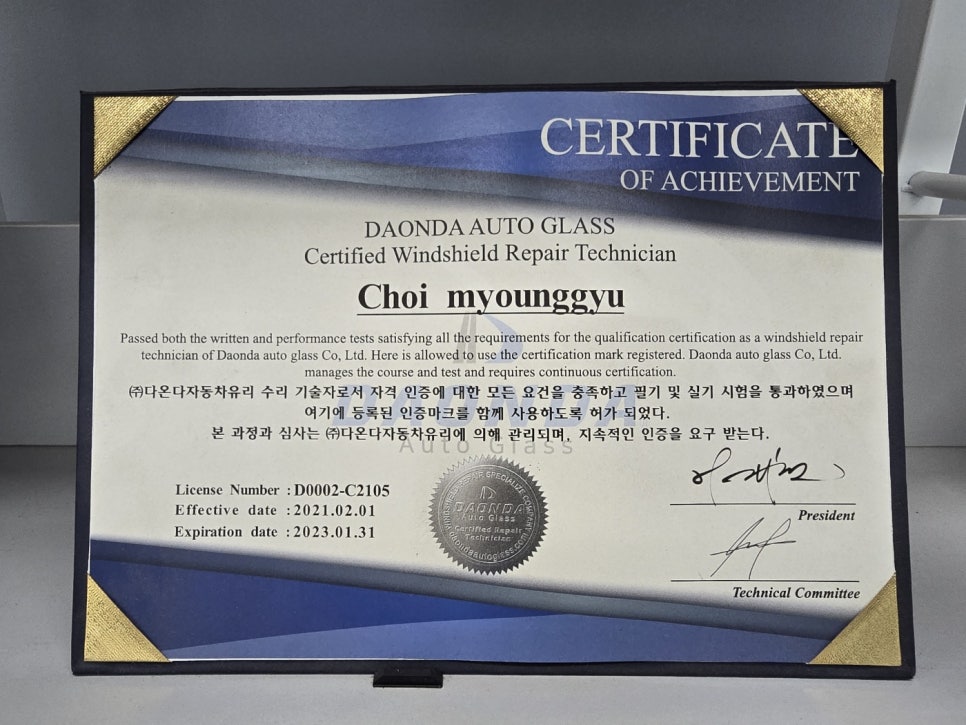 CERTIFICATE
OF ACHIEVEMENT
DAONDA AUTO GLASS
Certified Windshield Repair Technician
Choi myounggyu
Passed both the written and performance tests satisfying all the requirements for the qualification certification as a windshield repair
technician of Daonda auto glass Co, Ltd. Here is allowed to use the certification mark registered. Daonda auto glass Co, Ltd.
manages the course and test and requires continuous certification.
㈜다온다자동차유리 수리 기술자로서 자격 인증에 대한 모든 요건을 충족하고 필기 및 실기 시험을 통과하였으며
여기에 등록된 인증마크를 함께 사용하도록 허가 되었다.
본 과정과 심사는 ㈜다온다자동차유리에 의해 관리되며, 지속적인 인증을 요구 받는다.
DAONDA
Auto Glass
License Number : D0002-C2105
Effective date : 2021.02.01
Expiration date : 2023.01.31
WINDSHIELD REPAIR SPECIALIZE COMPANY
DAONDA
Auto Glass
Certified Repair
Technician
daondaautoglass.com
President
Technical Committee